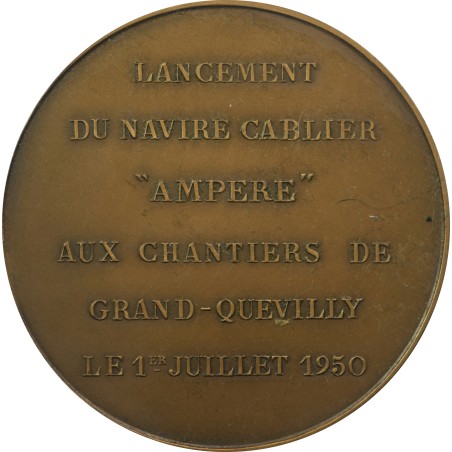 LANCEMENT
DU NAVIRE CABLIER
"AMPERE"
AUX CHANTIERS DE
GRAND-QUEVILLY
LE 1ER JUILLET 1950